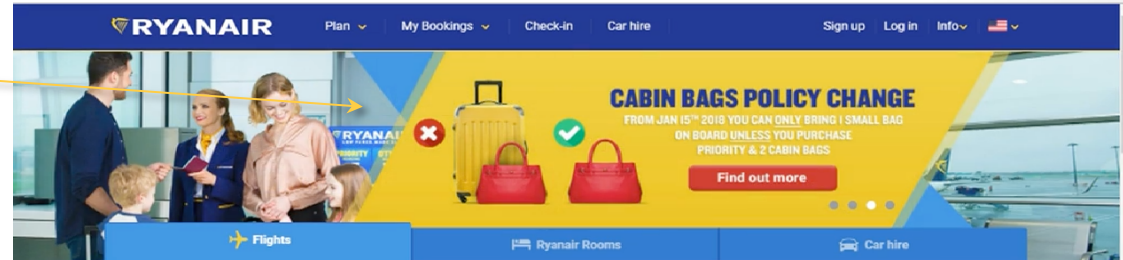 RYANAIR
Plan
My Bookings
Check-in
Car hire
Sign up
Log in
Info
RYANAI
PRIORITY
CABIN BAGS POLICY CHANGE
FROM JAN 15TH 2018 YOU CAN ONLY BRING 1 SMALL BAG
ON BOARD UNLESS YOU PURCHASE
PRIORITY & 2 CABIN BAGS
Find out more
Flights
Ryanair Rooms
Car hire